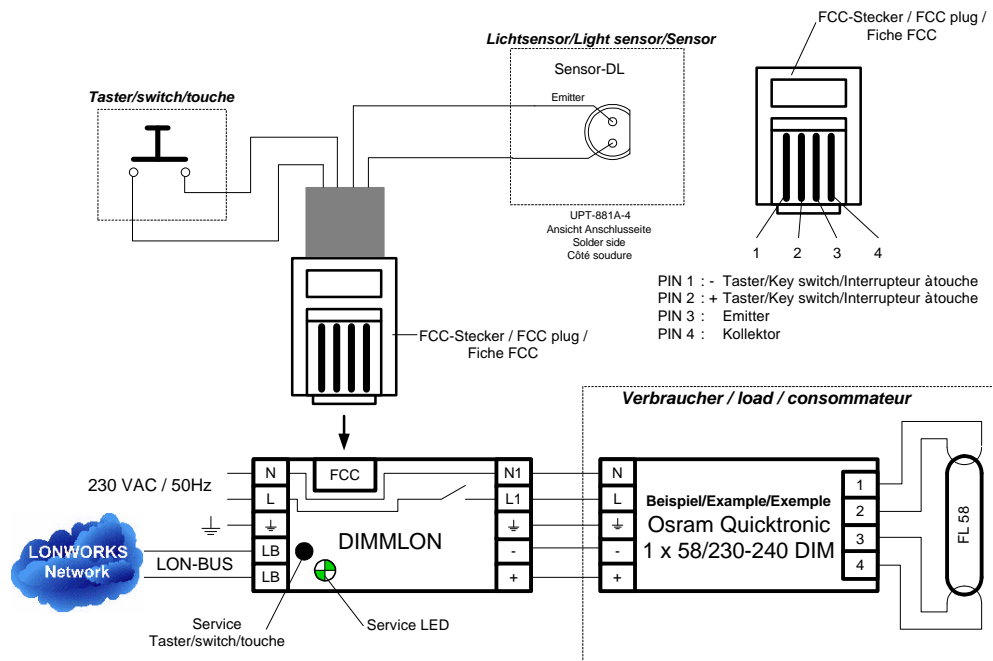 FCC-Stecker / FCC plug /
Fiche FCC
Lichtsensor/Light sensor/Sensor
Sensor-DL
Emitter
Taster/switch/touche
UPT-881A-4
Ansicht Anschlusseite
Solder side
Côté soudure
1 2 3 4
PIN 1 : - Taster/Key switch/Interrupteur àtouche
PIN 2 : + Taster/Key switch/Interrupteur àtouche
PIN 3 : Emitter
PIN 4 : Kollektor
FCC-Stecker / FCC plug /
Fiche FCC
Verbraucher / load / consommateur
230 VAC / 50Hz
N
L
LB
LB
FCC
DIMMLON
N1
L1
-
+
LONWORKS
Network
LON-BUS
Service
Taster/switch/touche
Service LED
N
L
-
+
Beispiel/Example/Exemple
Osram Quicktronic
1 x 58/230-240 DIM
1
2
3
4
FL 58